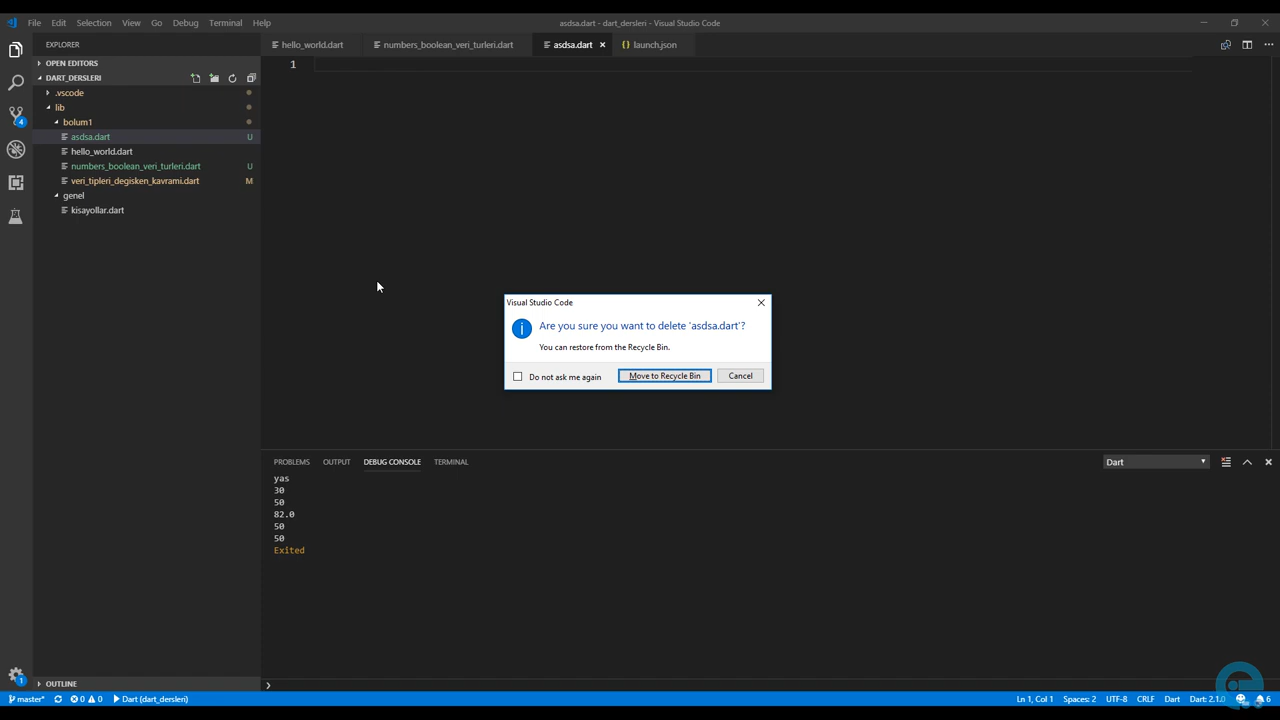 File Edit Selection View Go Debug Terminal Help
asdsa.dart - dart_dersleri - Visual Studio Code
EXPLORER
hello_world.dart
numbers_boolean_veri_turleri.dart
asdsa.dart
launch.json
OPEN EDITORS
DART_DERSLERI
.vscode
lib
bolum1
asdsa.dart U
hello_world.dart
numbers_boolean_veri_turleri.dart U
veri_tipleri_degisken_kavrami.dart M
genel
kisayollar.dart
4
1
Visual Studio Code
Are you sure you want to delete 'asdsa.dart'?
You can restore from the Recycle Bin.
Do not ask me again
Move to Recycle Bin
Cancel
PROBLEMS OUTPUT DEBUG CONSOLE TERMINAL
Dart
yas
30
50
82.0
50
50
Exited
OUTLINE
1
master* 0 0 Dart (dart_dersleri)
Ln 1, Col 1 Spaces: 2 UTF-8 CRLF Dart Dart: 2.1.0 6